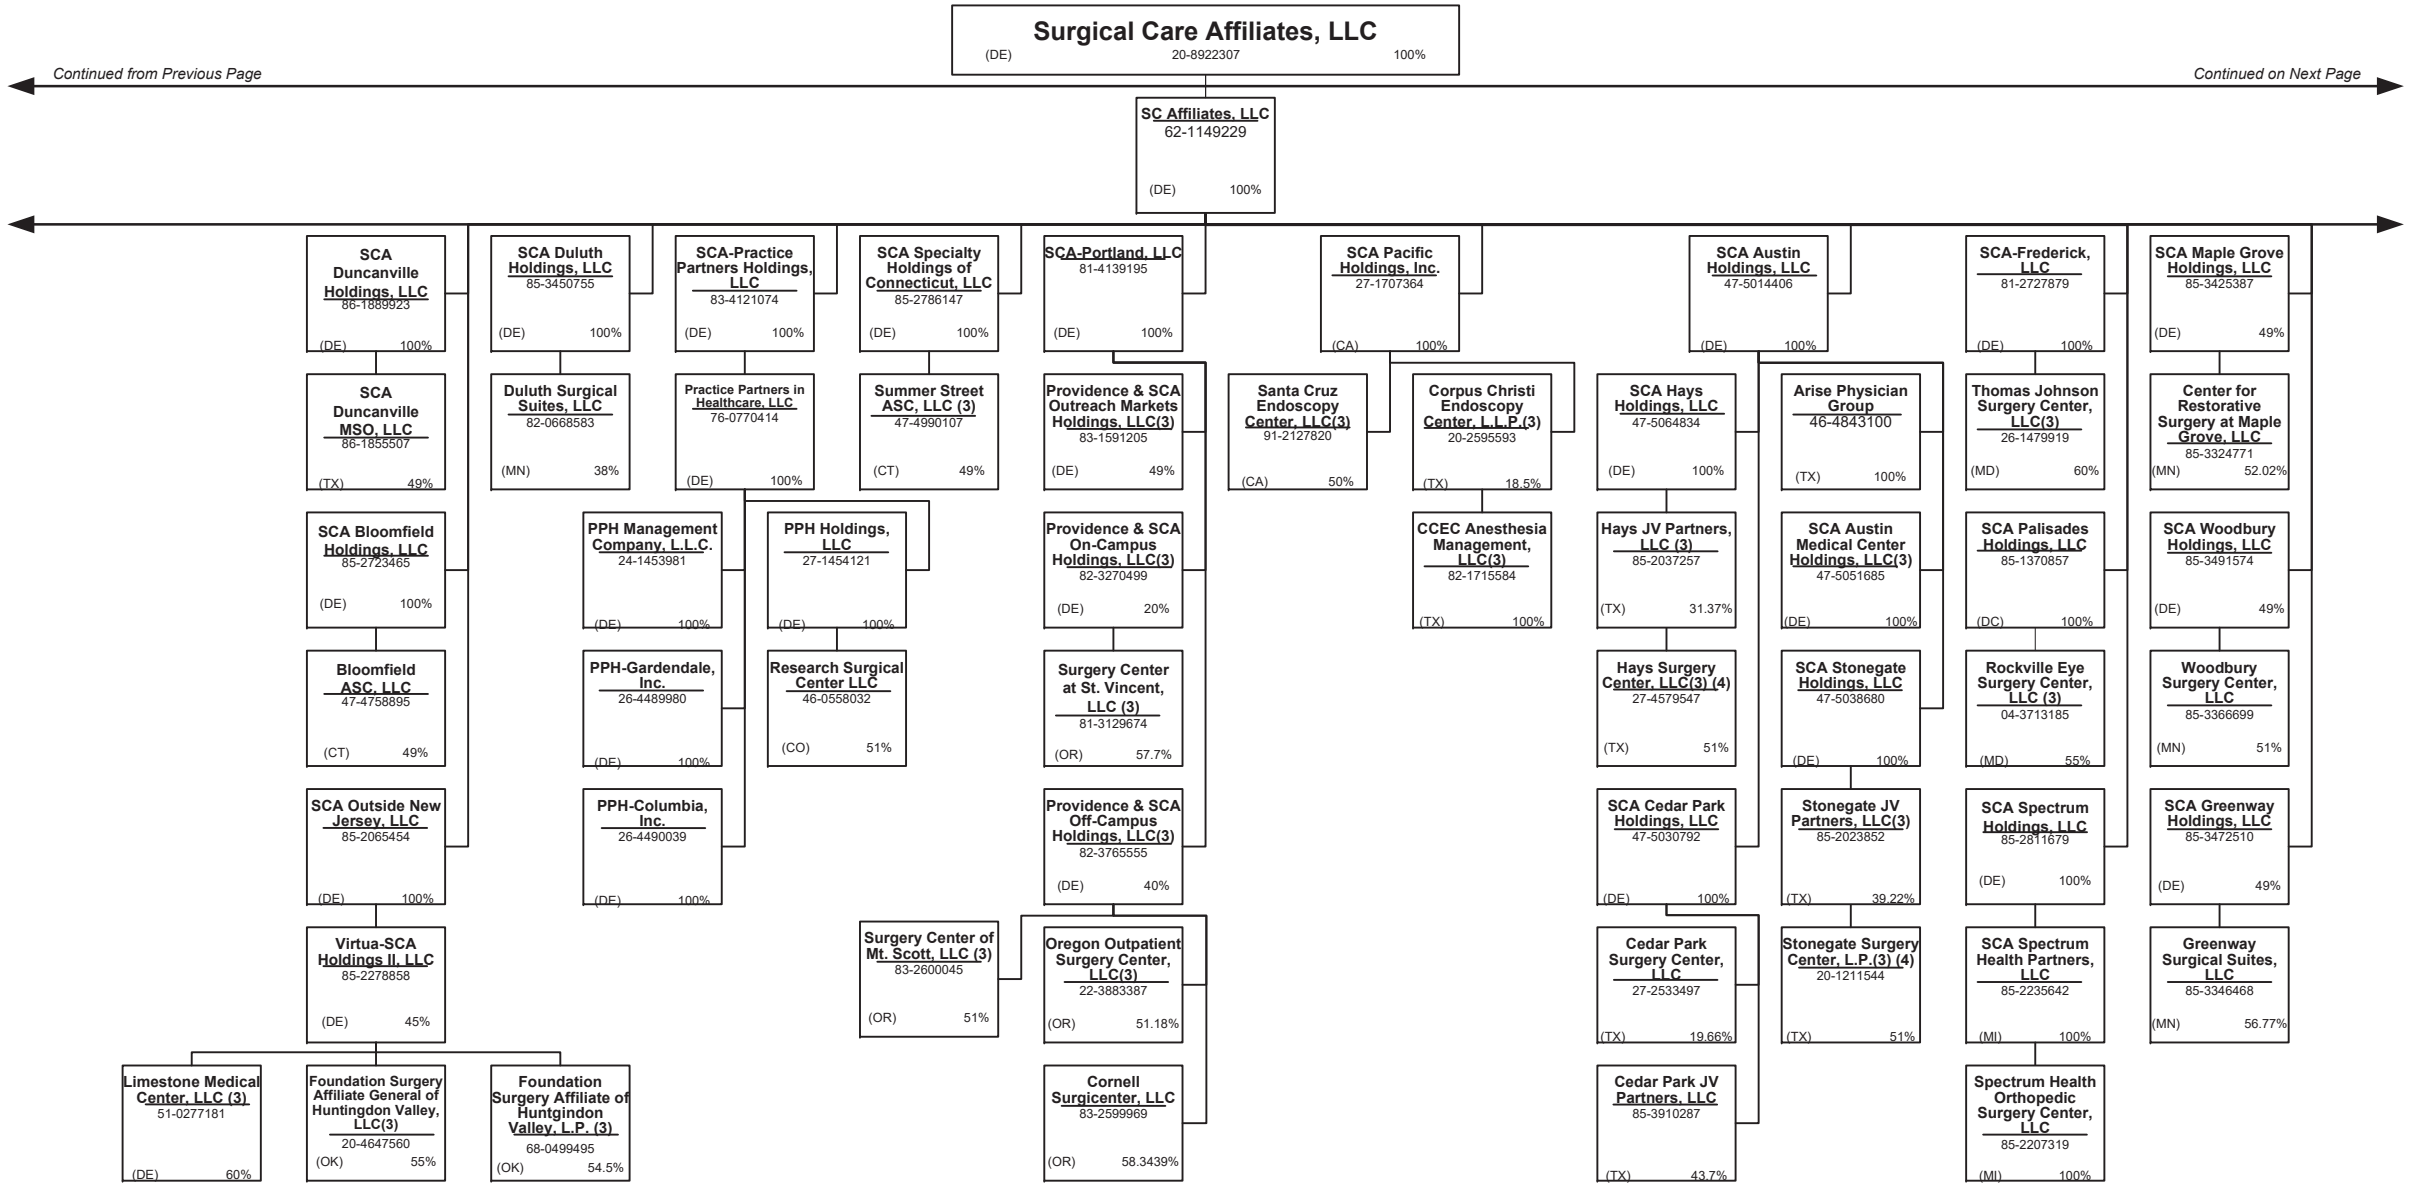 Surgical Care Affiliates, LLC
(DE) 20-8922307 100%
Continued from Previous Page
Continued on Next Page
SC Affiliates, LLC
62-1149229
(DE) 100%
SCA
Duncanville
Holdings, LLC
86-1889923
(DE) 100%
SCA Duluth
Holdings, LLC
85-3450755
(DE) 100%
SCA-Practice
Partners Holdings,
LLC
83-4121074
(DE) 100%
SCA Specialty
Holdings of
Connecticut, LLC
85-2786147
(DE) 100%
SCA-Portland, LLC
81-4139195
(DE) 100%
SCA Pacific
Holdings, Inc.
27-1707364
(CA) 100%
SCA Austin
Holdings, LLC
47-5014406
(DE) 100%
SCA-Frederick,
LLC
81-2727879
(DE) 100%
SCA Maple Grove
Holdings, LLC
85-3425387
(DE) 49%
SCA
Duncanville
MSO, LLC
86-1855507
(TX) 49%
Duluth Surgical
Suites, LLC
82-0668583
(MN) 38%
Practice Partners in
Healthcare, LLC
76-0770414
(DE) 100%
Summer Street
ASC, LLC (3)
47-4990107
(CT) 49%
Providence & SCA
Outreach Markets
Holdings, LLC(3)
83-1591205
(DE) 49%
Santa Cruz
Endoscopy
Center, LLC(3)
91-2127820
(CA) 50%
Corpus Christi
Endoscopy
Center, L.L.P.(3)
20-2595593
(TX) 18.5%
SCA Hays
Holdings, LLC
47-5064834
(DE) 100%
Arise Physician
Group
46-4843100
(TX) 100%
Thomas Johnson
Surgery Center,
LLC(3)
26-1479919
(MD) 60%
Center for
Restorative
Surgery at Maple
Grove, LLC
85-3324771
(MN) 52.02%
SCA Bloomfield
Holdings, LLC
85-2723465
(DE) 100%
PPH Management
Company, L.L.C.
24-1453981
(DE) 100%
PPH Holdings,
LLC
27-1454121
(DE) 100%
Providence & SCA
On-Campus
Holdings, LLC(3)
82-3270499
(DE) 20%
CCEC Anesthesia
Management,
LLC(3)
82-1715584
(TX) 100%
Hays JV Partners,
LLC (3)
85-2037257
(TX) 31.37%
SCA Austin
Medical Center
Holdings, LLC(3)
47-5051685
(DE) 100%
SCA Palisades
Holdings, LLC
85-1370857
(DC) 100%
SCA Woodbury
Holdings, LLC
85-3491574
(DE) 49%
Bloomfield
ASC, LLC
47-4758895
(CT) 49%
PPH-Gardendale,
Inc.
26-4489980
(DE) 100%
Research Surgical
Center LLC
46-0558032
(CO) 51%
Surgery Center
at St. Vincent,
LLC (3)
81-3129674
(OR) 57.7%
Hays Surgery
Center, LLC(3) (4)
27-4579547
(TX) 51%
SCA Stonegate
Holdings, LLC
47-5038680
(DE) 100%
Rockville Eye
Surgery Center,
LLC (3)
04-3713185
(MD) 55%
Woodbury
Surgery Center,
LLC
85-3366699
(MN) 51%
SCA Outside New
Jersey, LLC
85-2065454
(DE) 100%
PPH-Columbia,
Inc.
26-4490039
(DE) 100%
Providence & SCA
Off-Campus
Holdings, LLC(3)
82-3765555
(DE) 40%
SCA Cedar Park
Holdings, LLC
47-5030792
(DE) 100%
Stonegate JV
Partners, LLC(3)
85-2023852
(TX) 39.22%
SCA Spectrum
Holdings, LLC
85-2811679
(DE) 100%
SCA Greenway
Holdings, LLC
85-3472510
(DE) 49%
Virtua-SCA
Holdings II, LLC
85-2278858
(DE) 45%
Surgery Center of
Mt. Scott, LLC (3)
83-2600045
(OR) 51%
Oregon Outpatient
Surgery Center,
LLC(3)
22-3883387
(OR) 51.18%
Cedar Park
Surgery Center,
LLC
27-2533497
(TX) 19.66%
Stonegate Surgery
Center, L.P.(3) (4)
20-1211544
(TX) 51%
SCA Spectrum
Health Partners,
LLC
85-2235642
(MI) 100%
Greenway
Surgical Suites,
LLC
85-3346468
(MN) 56.77%
Limestone Medical
Center, LLC (3)
51-0277181
(DE) 60%
Foundation Surgery
Affiliate General of
Huntingdon Valley,
LLC(3)
20-4647560
(OK) 55%
Foundation
Surgery Affiliate of
Huntgindon
Valley, L.P. (3)
68-0499495
(OK) 54.5%
Cornell
Surgicenter, LLC
83-2599969
(OR) 58.3439%
Cedar Park JV
Partners, LLC
85-3910287
(TX) 43.7%
Spectrum Health
Orthopedic
Surgery Center,
LLC
85-2207319
(MI) 100%